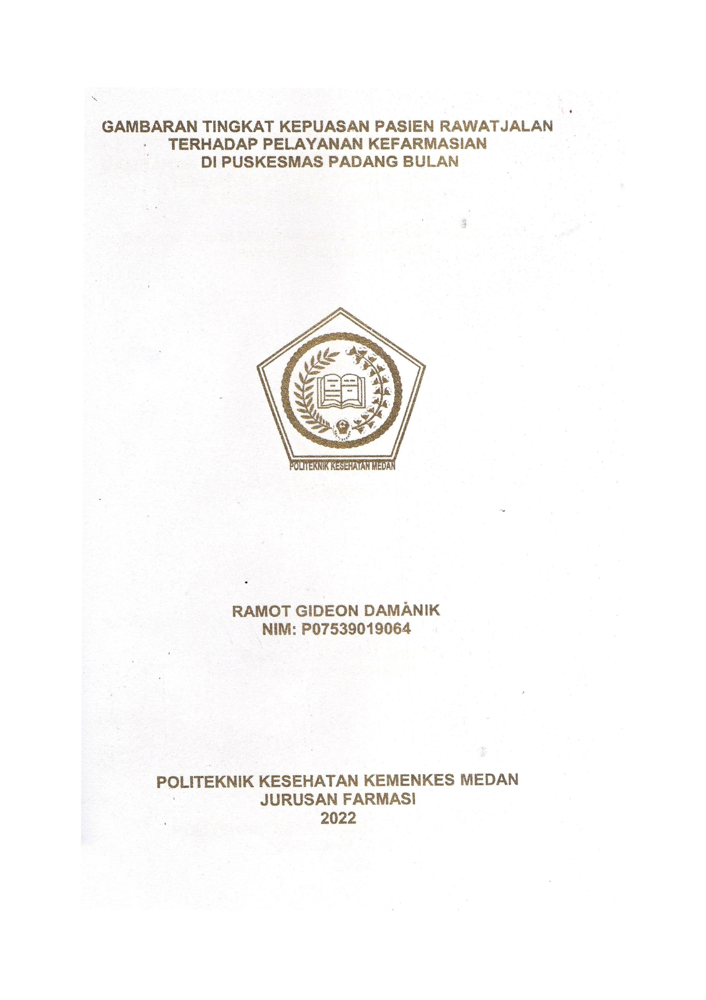 GAMBARAN TINGKAT KEPUASAN PASIEN RAWATJALAN
TERHADAP PELAYANAN KEFARMASIAN
DI PUSKESMAS PADANG BULAN
POLITEKNIK KESEHATAN MEDAN
RAMOT GIDEON DAMANIK
NIM: P07539019064
POLITEKNIK KESEHATAN KEMENKES MEDAN
JURUSAN FARMASI
2022